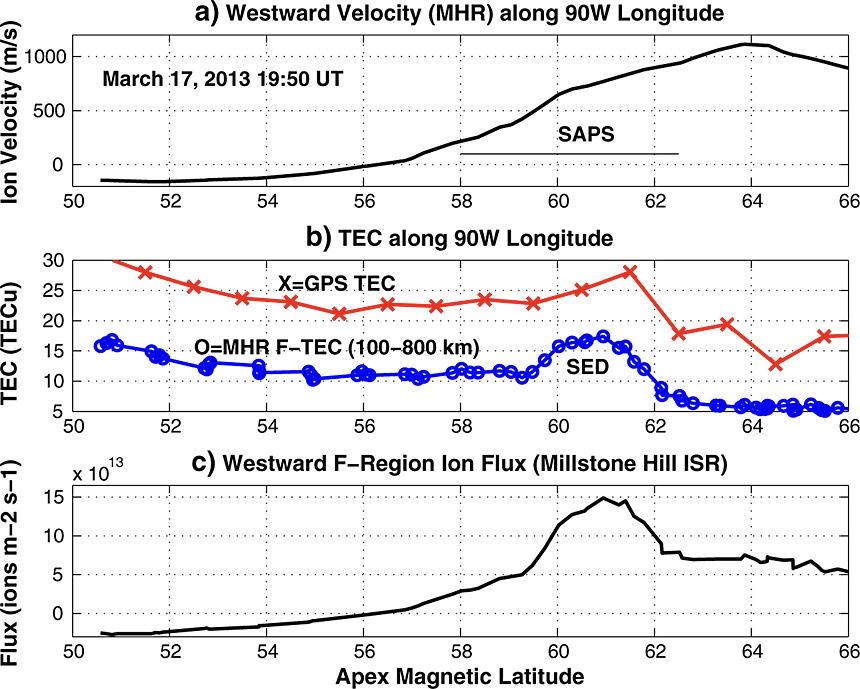 a) Westward Velocity (MHR) along 90W Longitude
Ion Velocity (m/s)
1000
500
0
March 17, 2013 19:50 UT
SAPS
50 52 54 56 58 60 62 64 66
b) TEC along 90W Longitude
TEC (TECu)
30
25
20
15
10
5
X=GPS TEC
O=MHR F−TEC (100−800 km)
SED
50 52 54 56 58 60 62 64 66
c) Westward F−Region Ion Flux (Millstone Hill ISR)
x 10^13
Flux (ions m−2 s−1)
15
10
5
0
50 52 54 56 58 60 62 64 66
Apex Magnetic Latitude